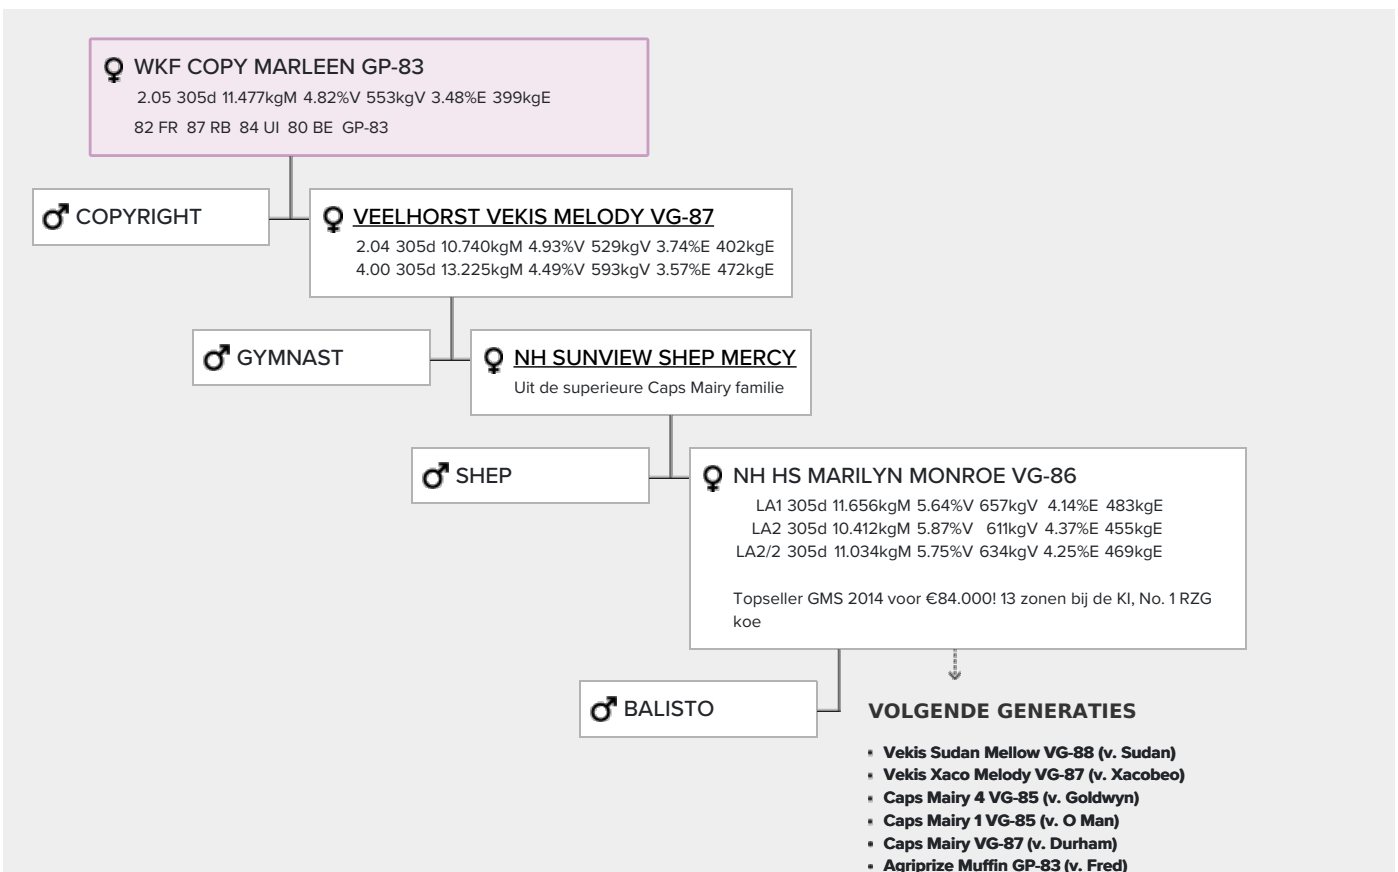 WKF COPY MARLEEN GP-83
2.05 305d 11.477kgM 4.82%V 553kgV 3.48%E 399kgE
82 FR 87 RB 84 UI 80 BE GP-83
COPYRIGHT
VEELHORST VEKIS MELODY VG-87
2.04 305d 10.740kgM 4.93%V 529kgV 3.74%E 402kgE
4.00 305d 13.225kgM 4.49%V 593kgV 3.57%E 472kgE
GYMNAST
NH SUNVIEW SHEP MERCY
Uit de superieure Caps Mairy familie
SHEP
NH HS MARILYN MONROE VG-86
LA1 305d 11.656kgM 5.64%V 657kgV 4.14%E 483kgE
LA2 305d 10.412kgM 5.87%V 611kgV 4.37%E 455kgE
LA2/2 305d 11.034kgM 5.75%V 634kgV 4.25%E 469kgE
Topseller GMS 2014 voor €84.000! 13 zonen bij de KI, No. 1 RZG
koe
BALISTO
VOLGENDE GENERATIES
Vekis Sudan Mellow VG-88 (v. Sudan)
Vekis Xaco Melody VG-87 (v. Xacobeo)
Caps Mairy 4 VG-85 (v. Goldwyn)
Caps Mairy 1 VG-85 (v. O Man)
Caps Mairy VG-87 (v. Durham)
Agriprize Muffin GP-83 (v. Fred)